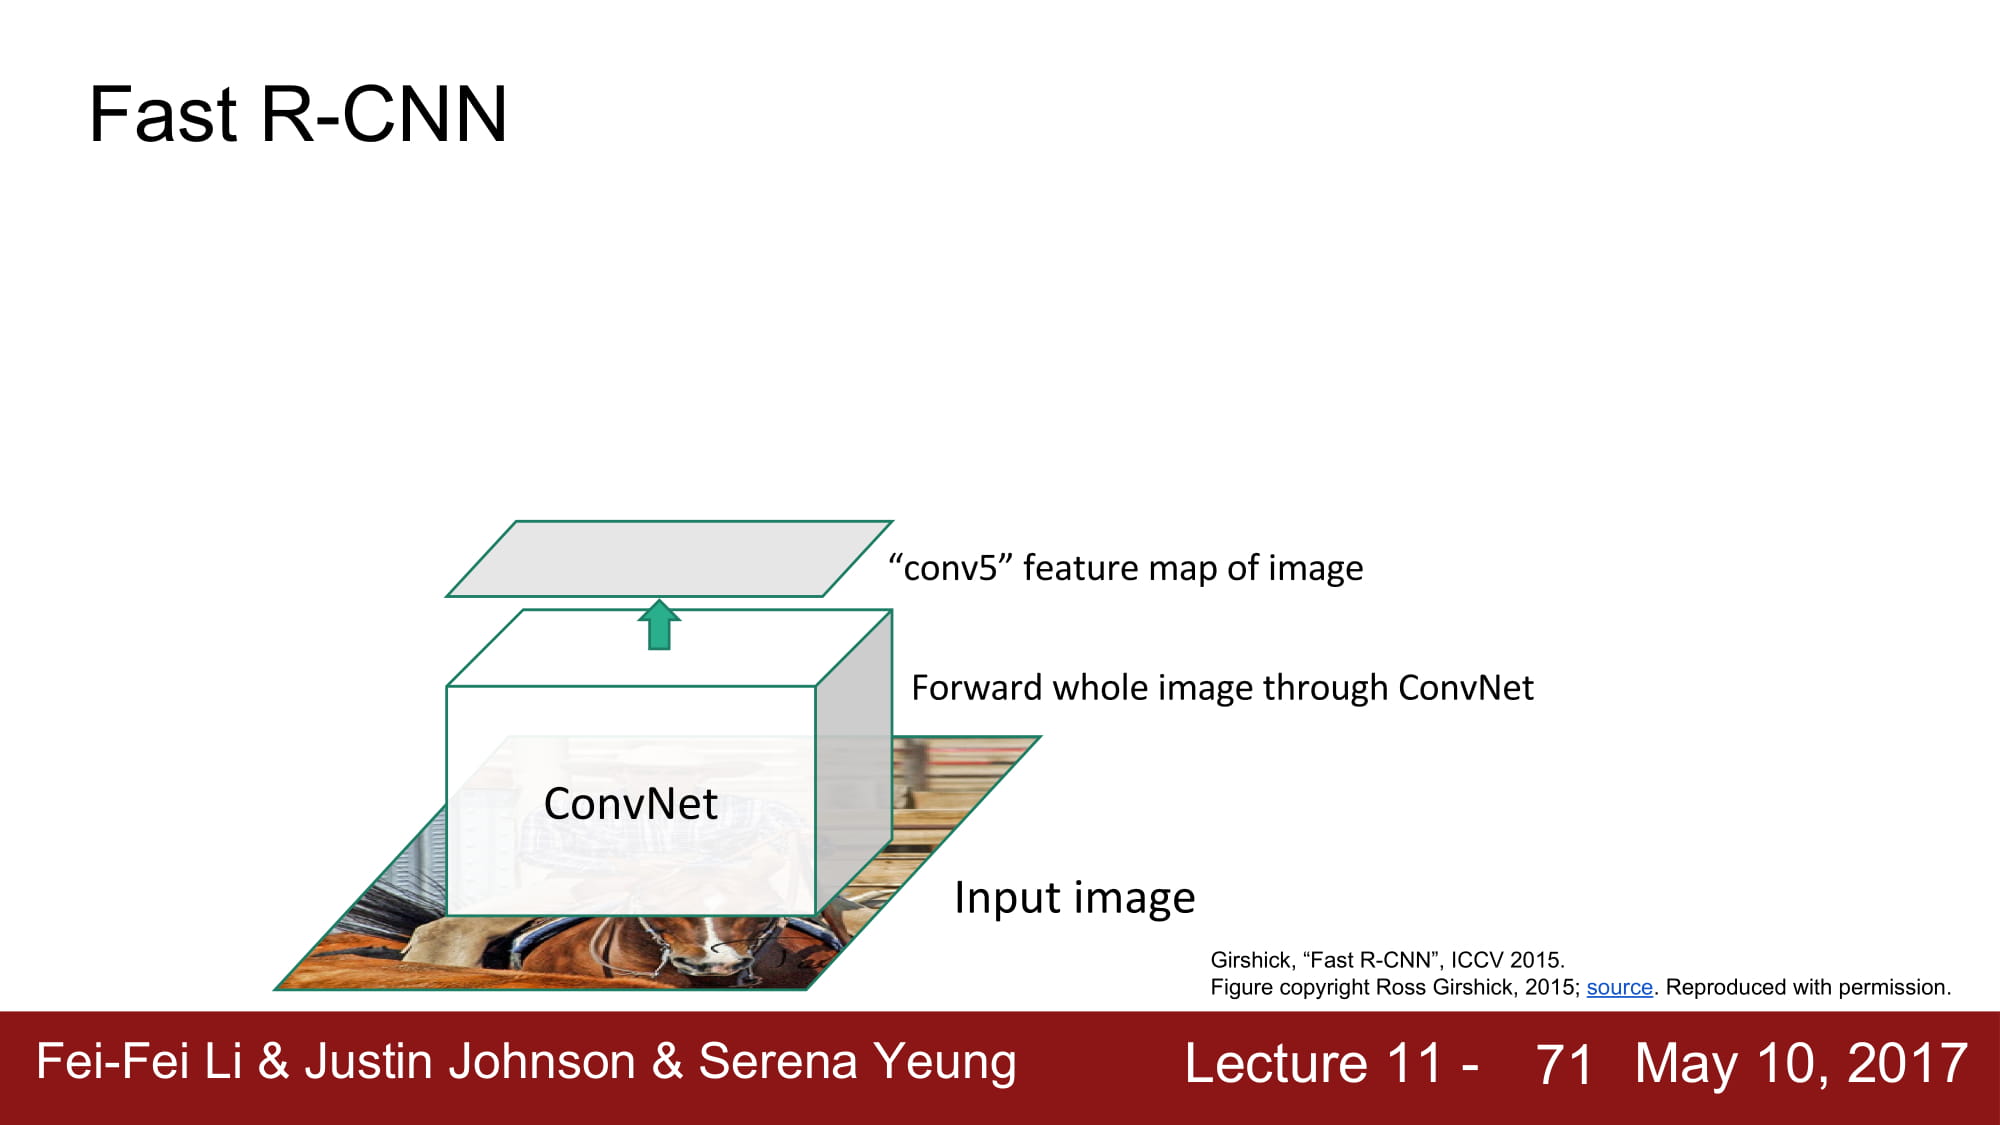 Fast R-CNN
“conv5” feature map of image
Forward whole image through ConvNet
ConvNet
Input image
Girshick, “Fast R-CNN”, ICCV 2015.
Figure copyright Ross Girshick, 2015; source. Reproduced with permission.
Fei-Fei Li & Justin Johnson & Serena Yeung
Lecture 11 - 71 May 10, 2017